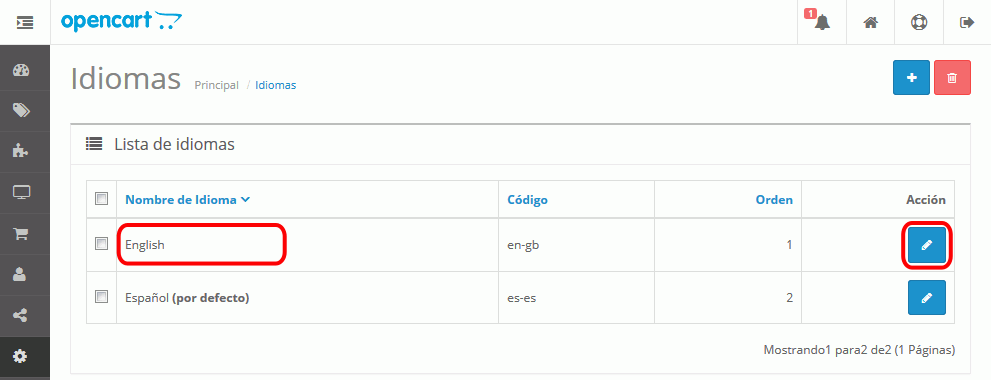 opencart
1
Idiomas Principal / Idiomas
Lista de idiomas
Nombre de Idioma Código Orden Acción
English en-gb 1
Español (por defecto) es-es 2
Mostrando1 para2 de2 (1 Páginas)